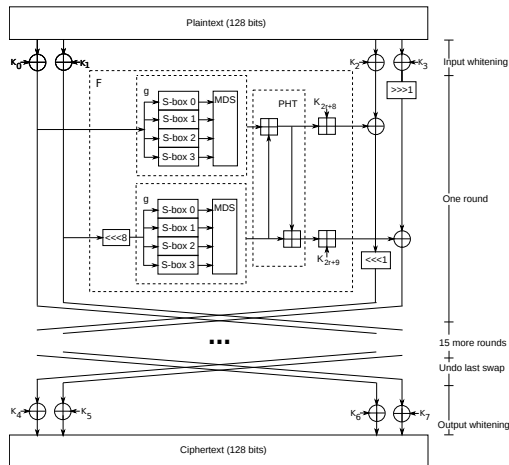 Plaintext (128 bits)
K0
K1
K2
K3
Input whitening
F
>>>1
g
S-box 0
S-box 1
S-box 2
S-box 3
MDS
PHT
K2r+8
One round
<<<8
g
S-box 0
S-box 1
S-box 2
S-box 3
MDS
K2r+9
<<<1
...
15 more rounds
Undo last swap
K4
K5
K6
K7
Output whitening
Ciphertext (128 bits)